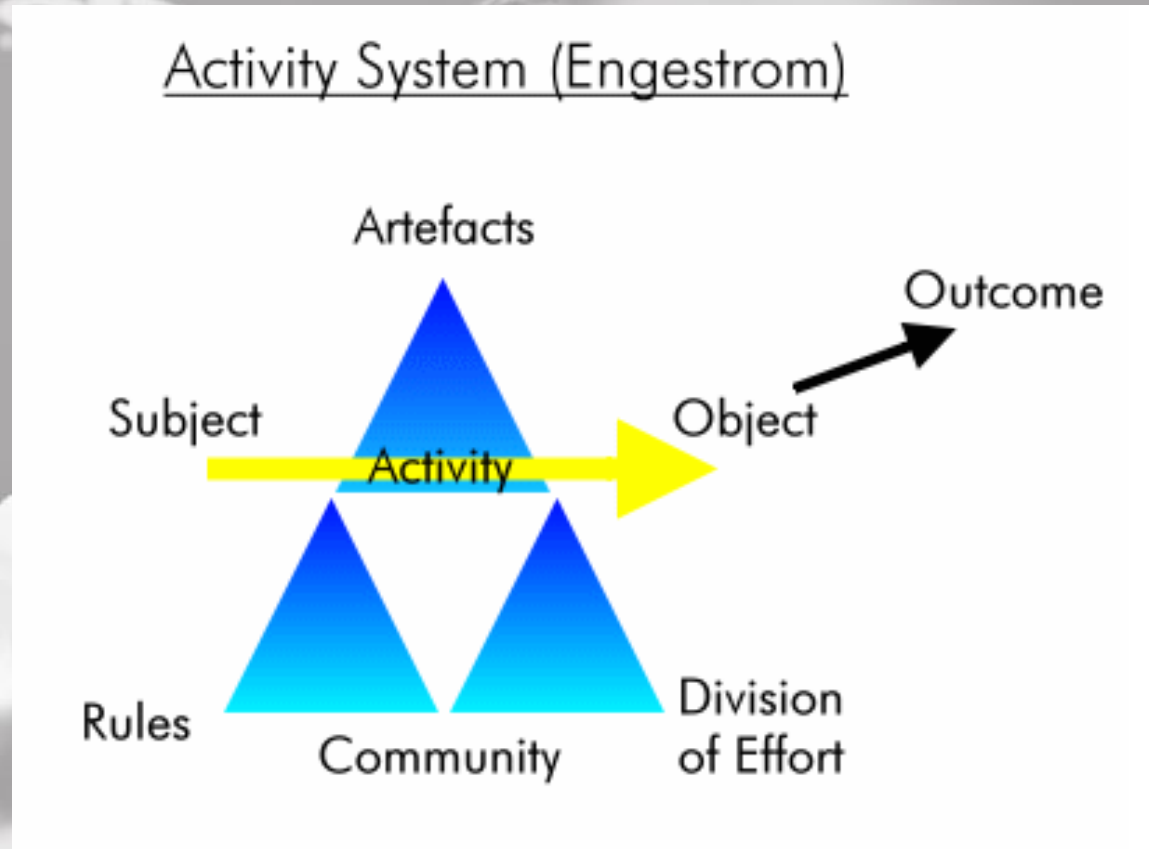 Activity System (Engestrom)
Artefacts
Outcome
Subject
Object
Activity
Rules
Division
of Effort
Community